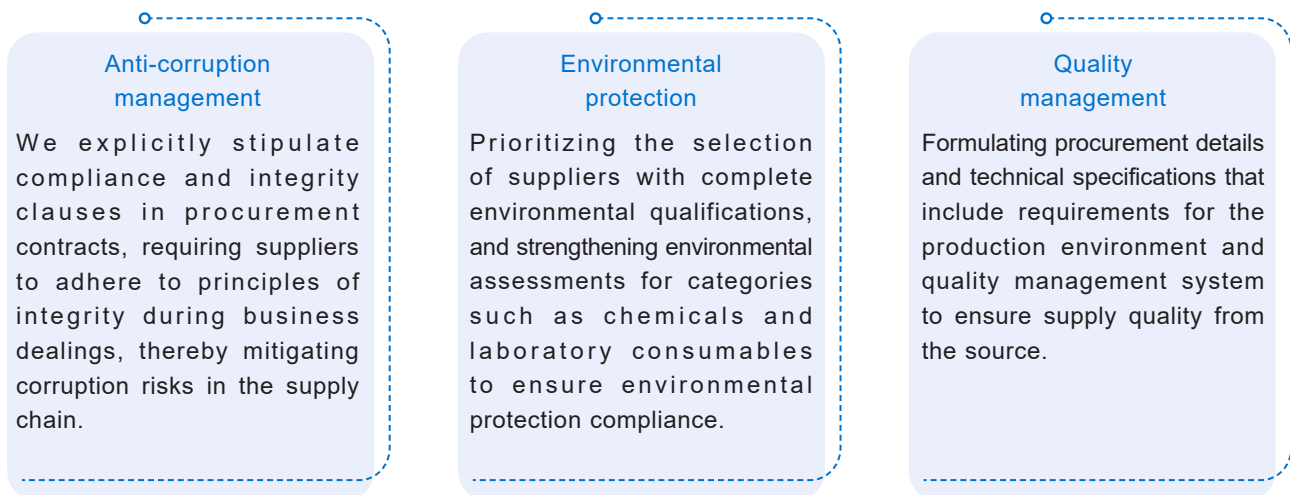 Anti-corruption
management
We explicitly stipulate
compliance and integrity
clauses in procurement
contracts, requiring suppliers
to adhere to principles of
integrity during business
dealings, thereby mitigating
corruption risks in the supply
chain.
Environmental
protection
Prioritizing the selection
of suppliers with complete
environmental qualifications,
and strengthening environmental
assessments for categories
such as chemicals and
laboratory consumables
to ensure environmental
protection compliance.
Quality
management
Formulating procurement details
and technical specifications that
include requirements for the
production environment and
quality management system
to ensure supply quality from
the source.